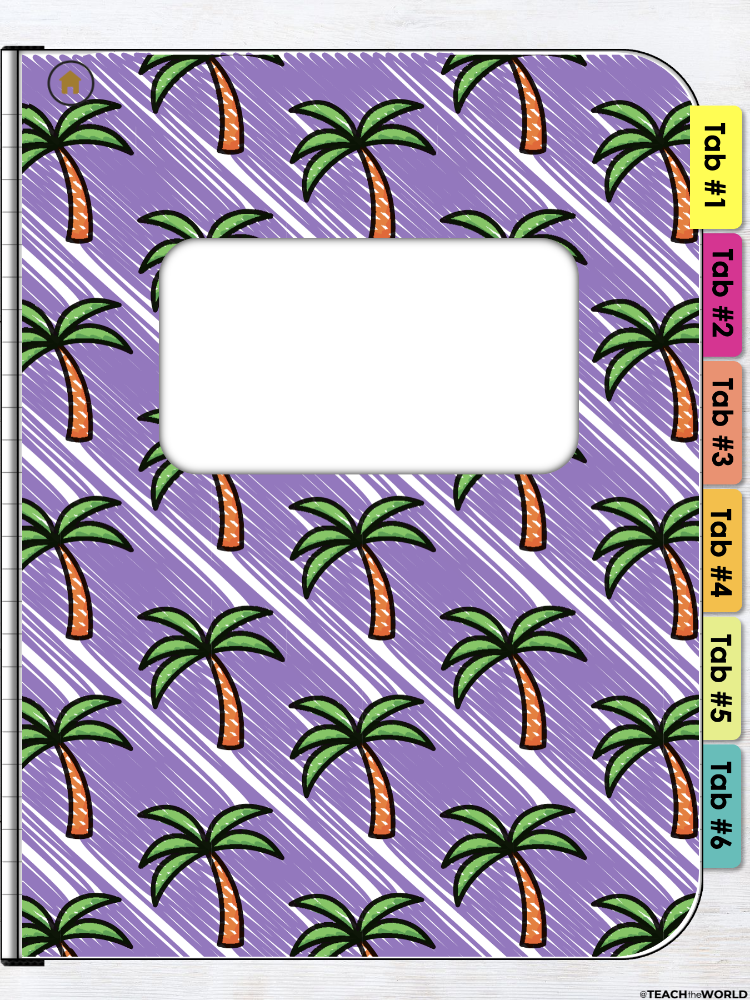 Tab #1
Tab #2
Tab #3
Tab #4
Tab #5
Tab #6
@TEACHtheWORLD